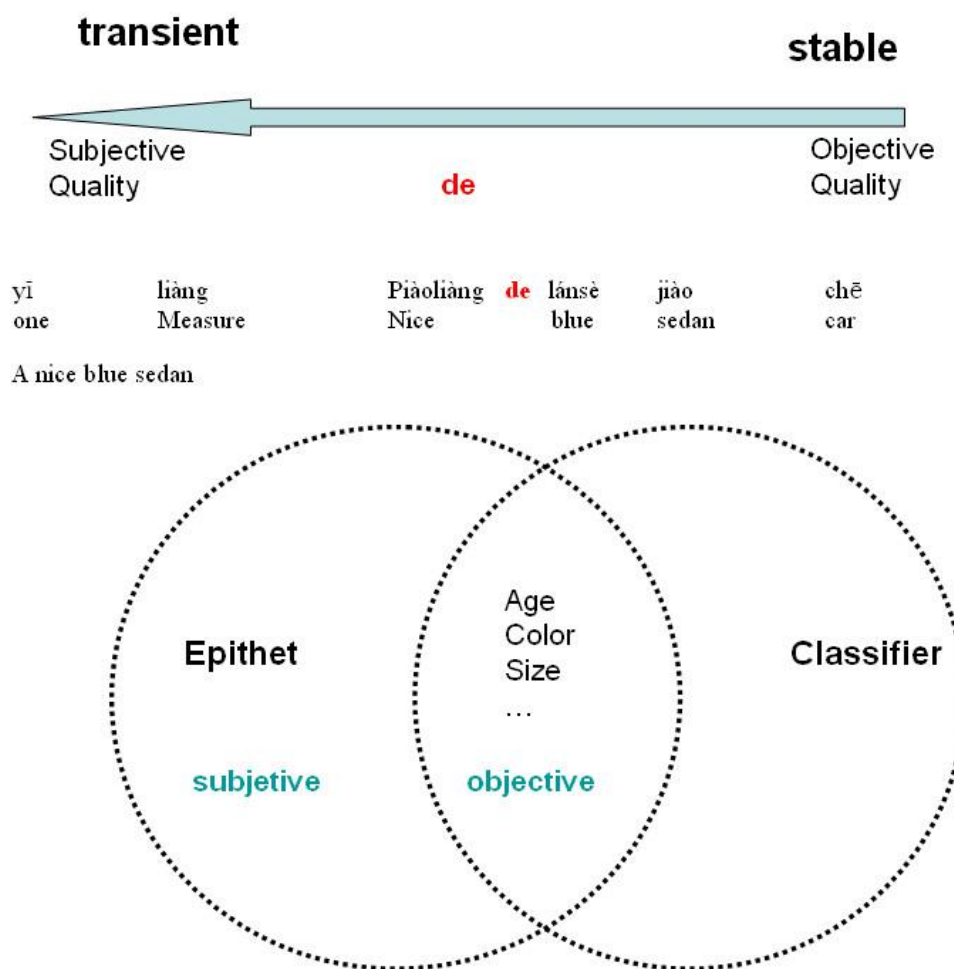 transient stable
Subjective Objective
Quality de Quality
yī liàng Piàoliàng de lánsè jiào chē
one Measure Nice blue sedan car
A nice blue sedan
Age
Color
Epithet Size Classifier
...
subjetive objective